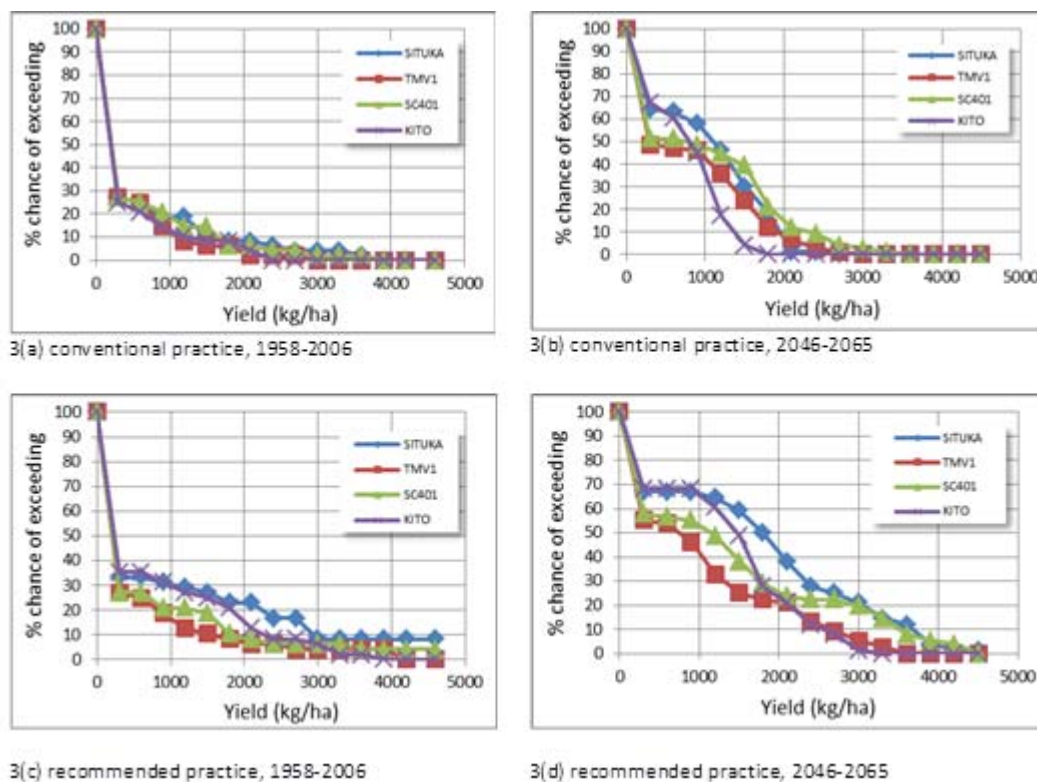 % chance of exceeding
100
90
80
70
60
50
40
30
20
10
0
SITUKA
TMV1
SC401
KITO
0 1000 2000 3000 4000 5000
Yield (kg/ha)
3(a) conventional practice, 1958-2006
% chance of exceeding
100
90
80
70
60
50
40
30
20
10
0
SITUKA
TMV1
SC401
KITO
0 1000 2000 3000 4000 5000
Yield (kg/ha)
3(b) conventional practice, 2046-2065
% chance of exceeding
100
90
80
70
60
50
40
30
20
10
0
SITUKA
TMV1
SC401
KITO
0 1000 2000 3000 4000 5000
Yield (kg/ha)
3(c) recommended practice, 1958-2006
% chance of exceeding
100
90
80
70
60
50
40
30
20
10
0
SITUKA
TMV1
SC401
KITO
0 1000 2000 3000 4000 5000
Yield (kg/ha)
3(d) recommended practice, 2046-2065